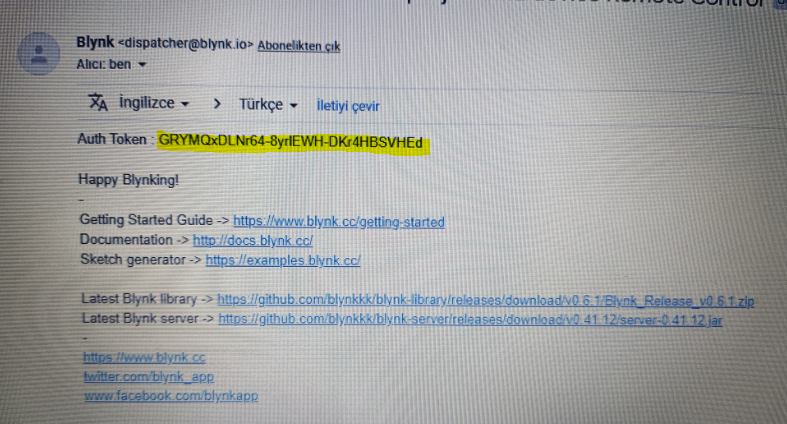 Blynk <dispatcher@blynk.io> Abonelikten çık
Alıcı: ben
İngilizce > Türkçe İletiyi çevir
Auth Token : GRYMQxDLNr64-8yrlEWH-DKr4HBSVHEd
Happy Blynking!
-
Getting Started Guide -> https://www.blynk.cc/getting-started
Documentation -> http://docs.blynk.cc/
Sketch generator -> https://examples.blynk.cc/
Latest Blynk library -> https://github.com/blynkkk/blynk-library/releases/download/v0.6.1/Blynk_Release_v0.6.1.zip
Latest Blynk server -> https://github.com/blynkkk/blynk-server/releases/download/v0.41.12/server-0.41.12.jar
-
https://www.blynk.cc
twitter.com/blynk_app
www.facebook.com/blynkapp